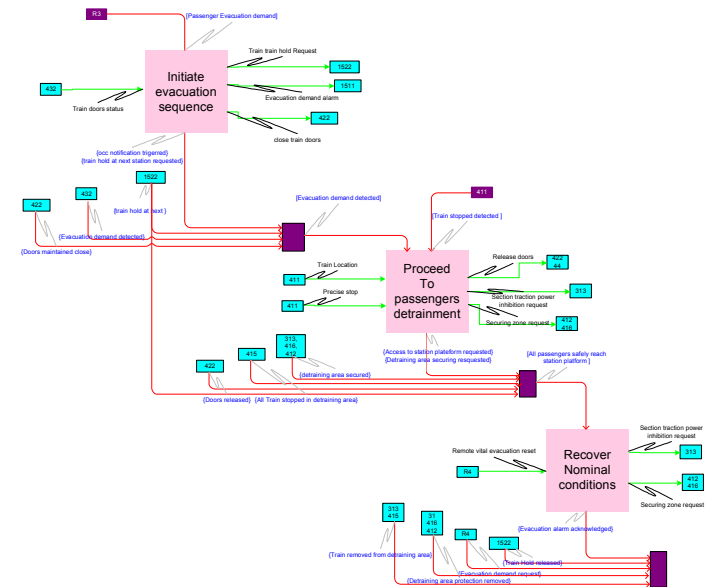 R3
[Passenger Evacuation demand]
Train train hold Request
1522
Initiate
evacuation
sequence
432
Train doors status
1511
Evacuation demand alarm
422
close train doors
{occ notification trigerred}
{train hold at next station requested}
1522
432
{train hold at next }
422
[Evacuation demand detected]
411
{Evacuation demand detected}
{Doors maintained close}
[Train stopped detected ]
Release doors
422
44
Train Location
411
Proceed
To
passengers
detrainment
Precise stop
411
313
Section traction power
inhibition request
Securing zone request
412
416
313,
416,
412
415
422
{Access to station plateform requested}
{Detraining area securing resquested}
[All passengers safely reach
station platform ]
{detraining area secured}
{Doors released}
{All Train stopped in detraining area}
Section traction power
inhibition request
313
Remote vital evacuation reset
R4
Recover
Nominal
conditions
412
416
Securing zone request
313
415
31
416
412
R4
1522
{Evacuation alarm acknowledged}
{Train removed from detraining area}
{Train Hold released}
{Evacuation demand request}
{Detraining area protection removed}